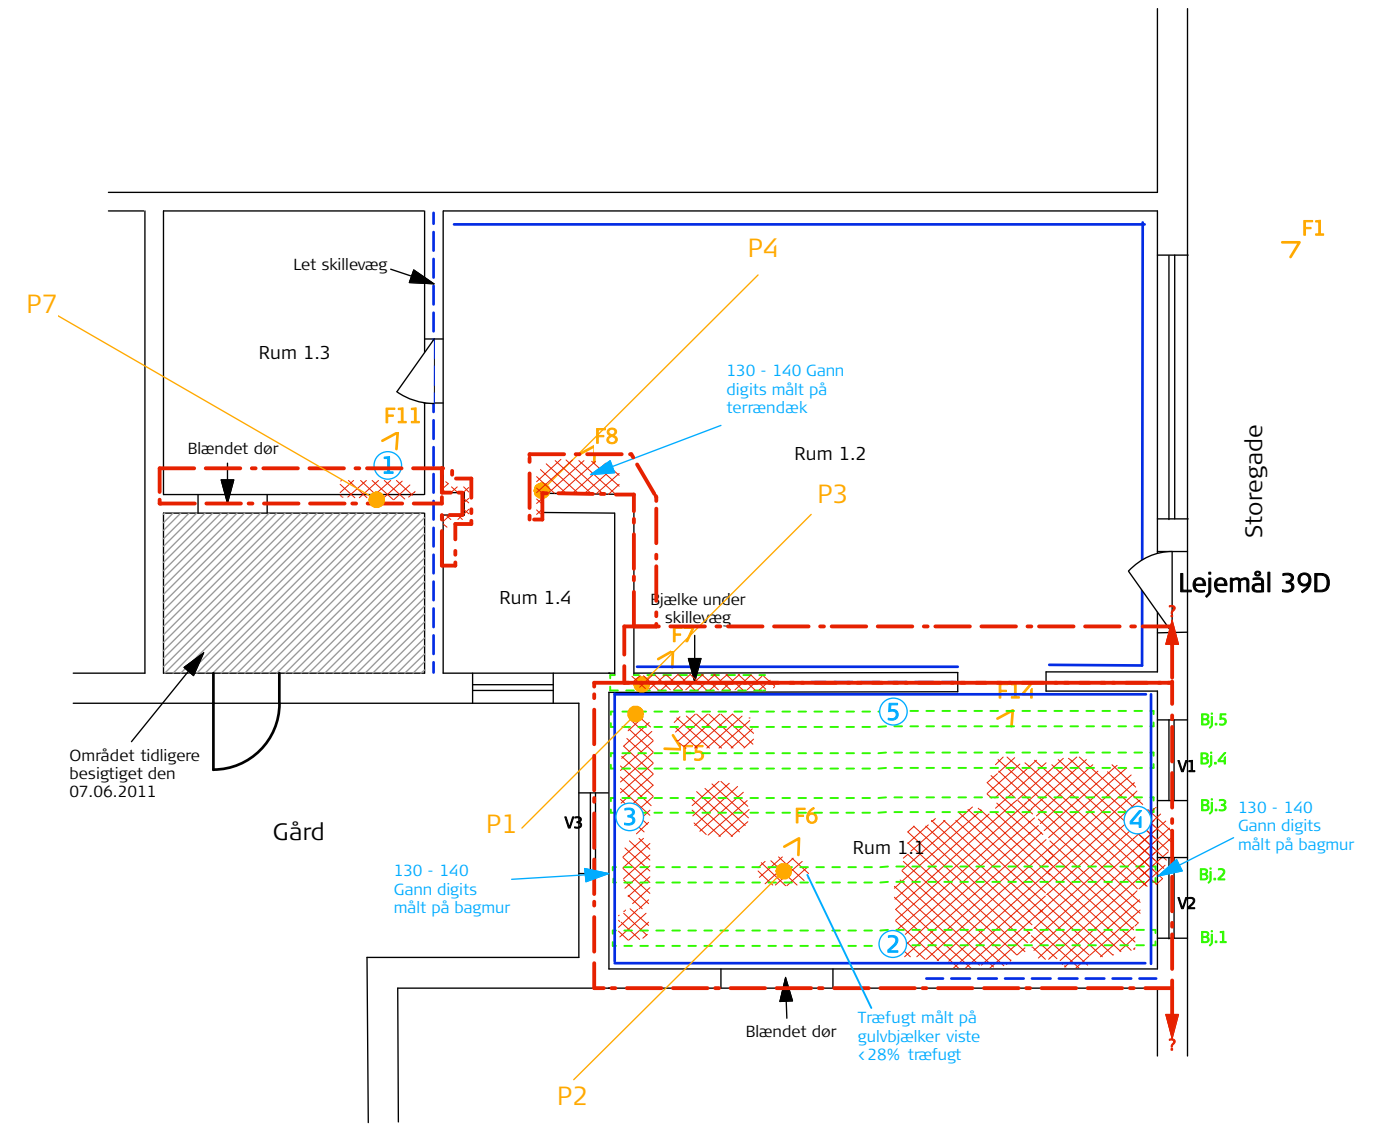 F1
P4
Let skillevæg
P7
Rum 1.3
130 - 140 Gann
digits målt på
terrændæk
F11
F8
Blændet dør
1
Rum 1.2
Storegade
P3
Lejemål 39D
Rum 1.4
Bjælke under
skillevæg
?
F7
F14
5
Bj.5
Området tidligere
besigtiget den
07.06.2011
F5
Bj.4
V1
Bj.3
130 - 140
Gann digits
målt på bagmur
Gård
P1
V3
3
F6
4
Rum 1.1
130 - 140
Gann digits
målt på bagmur
Bj.2
V2
2
Bj.1
Blændet dør
Træfugt målt på
gulvbjælker viste
<28% træfugt
?
P2